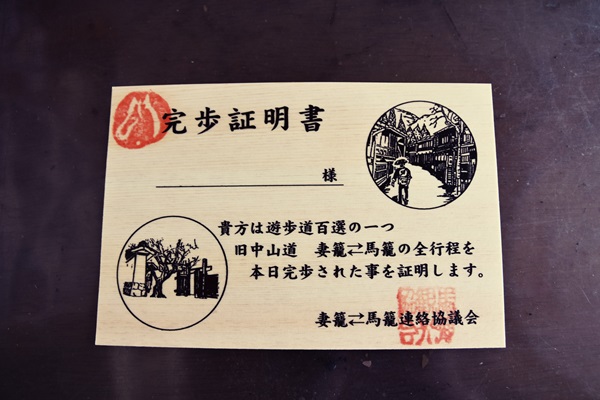 完歩証明書
様
貴方は遊歩道百選の一つ
旧中山道 妻籠⇄馬籠の全行程を
本日完歩された事を証明します。
妻籠⇄馬籠連絡協議会